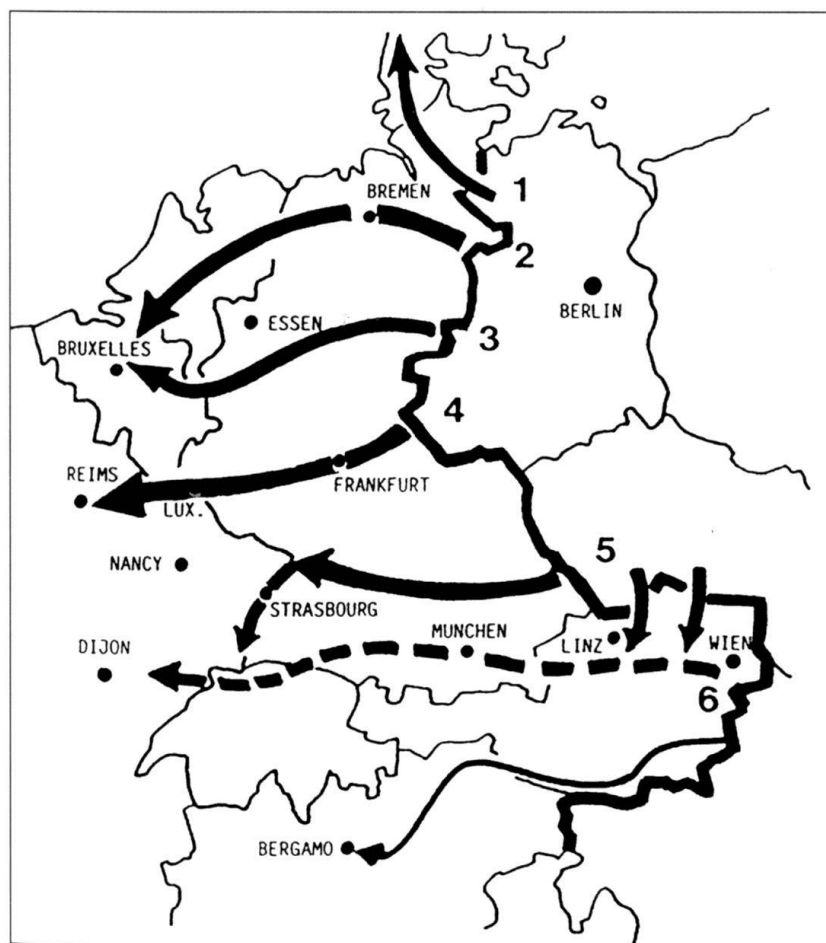 1
BREMEN
2
BERLIN
ESSEN
3
BRUXELLES
4
REIMS
FRANKFURT
LUX.
5
NANCY
STRASBOURG
MUNCHEN
LINZ
WIEN
DIJON
6
BERGAMO